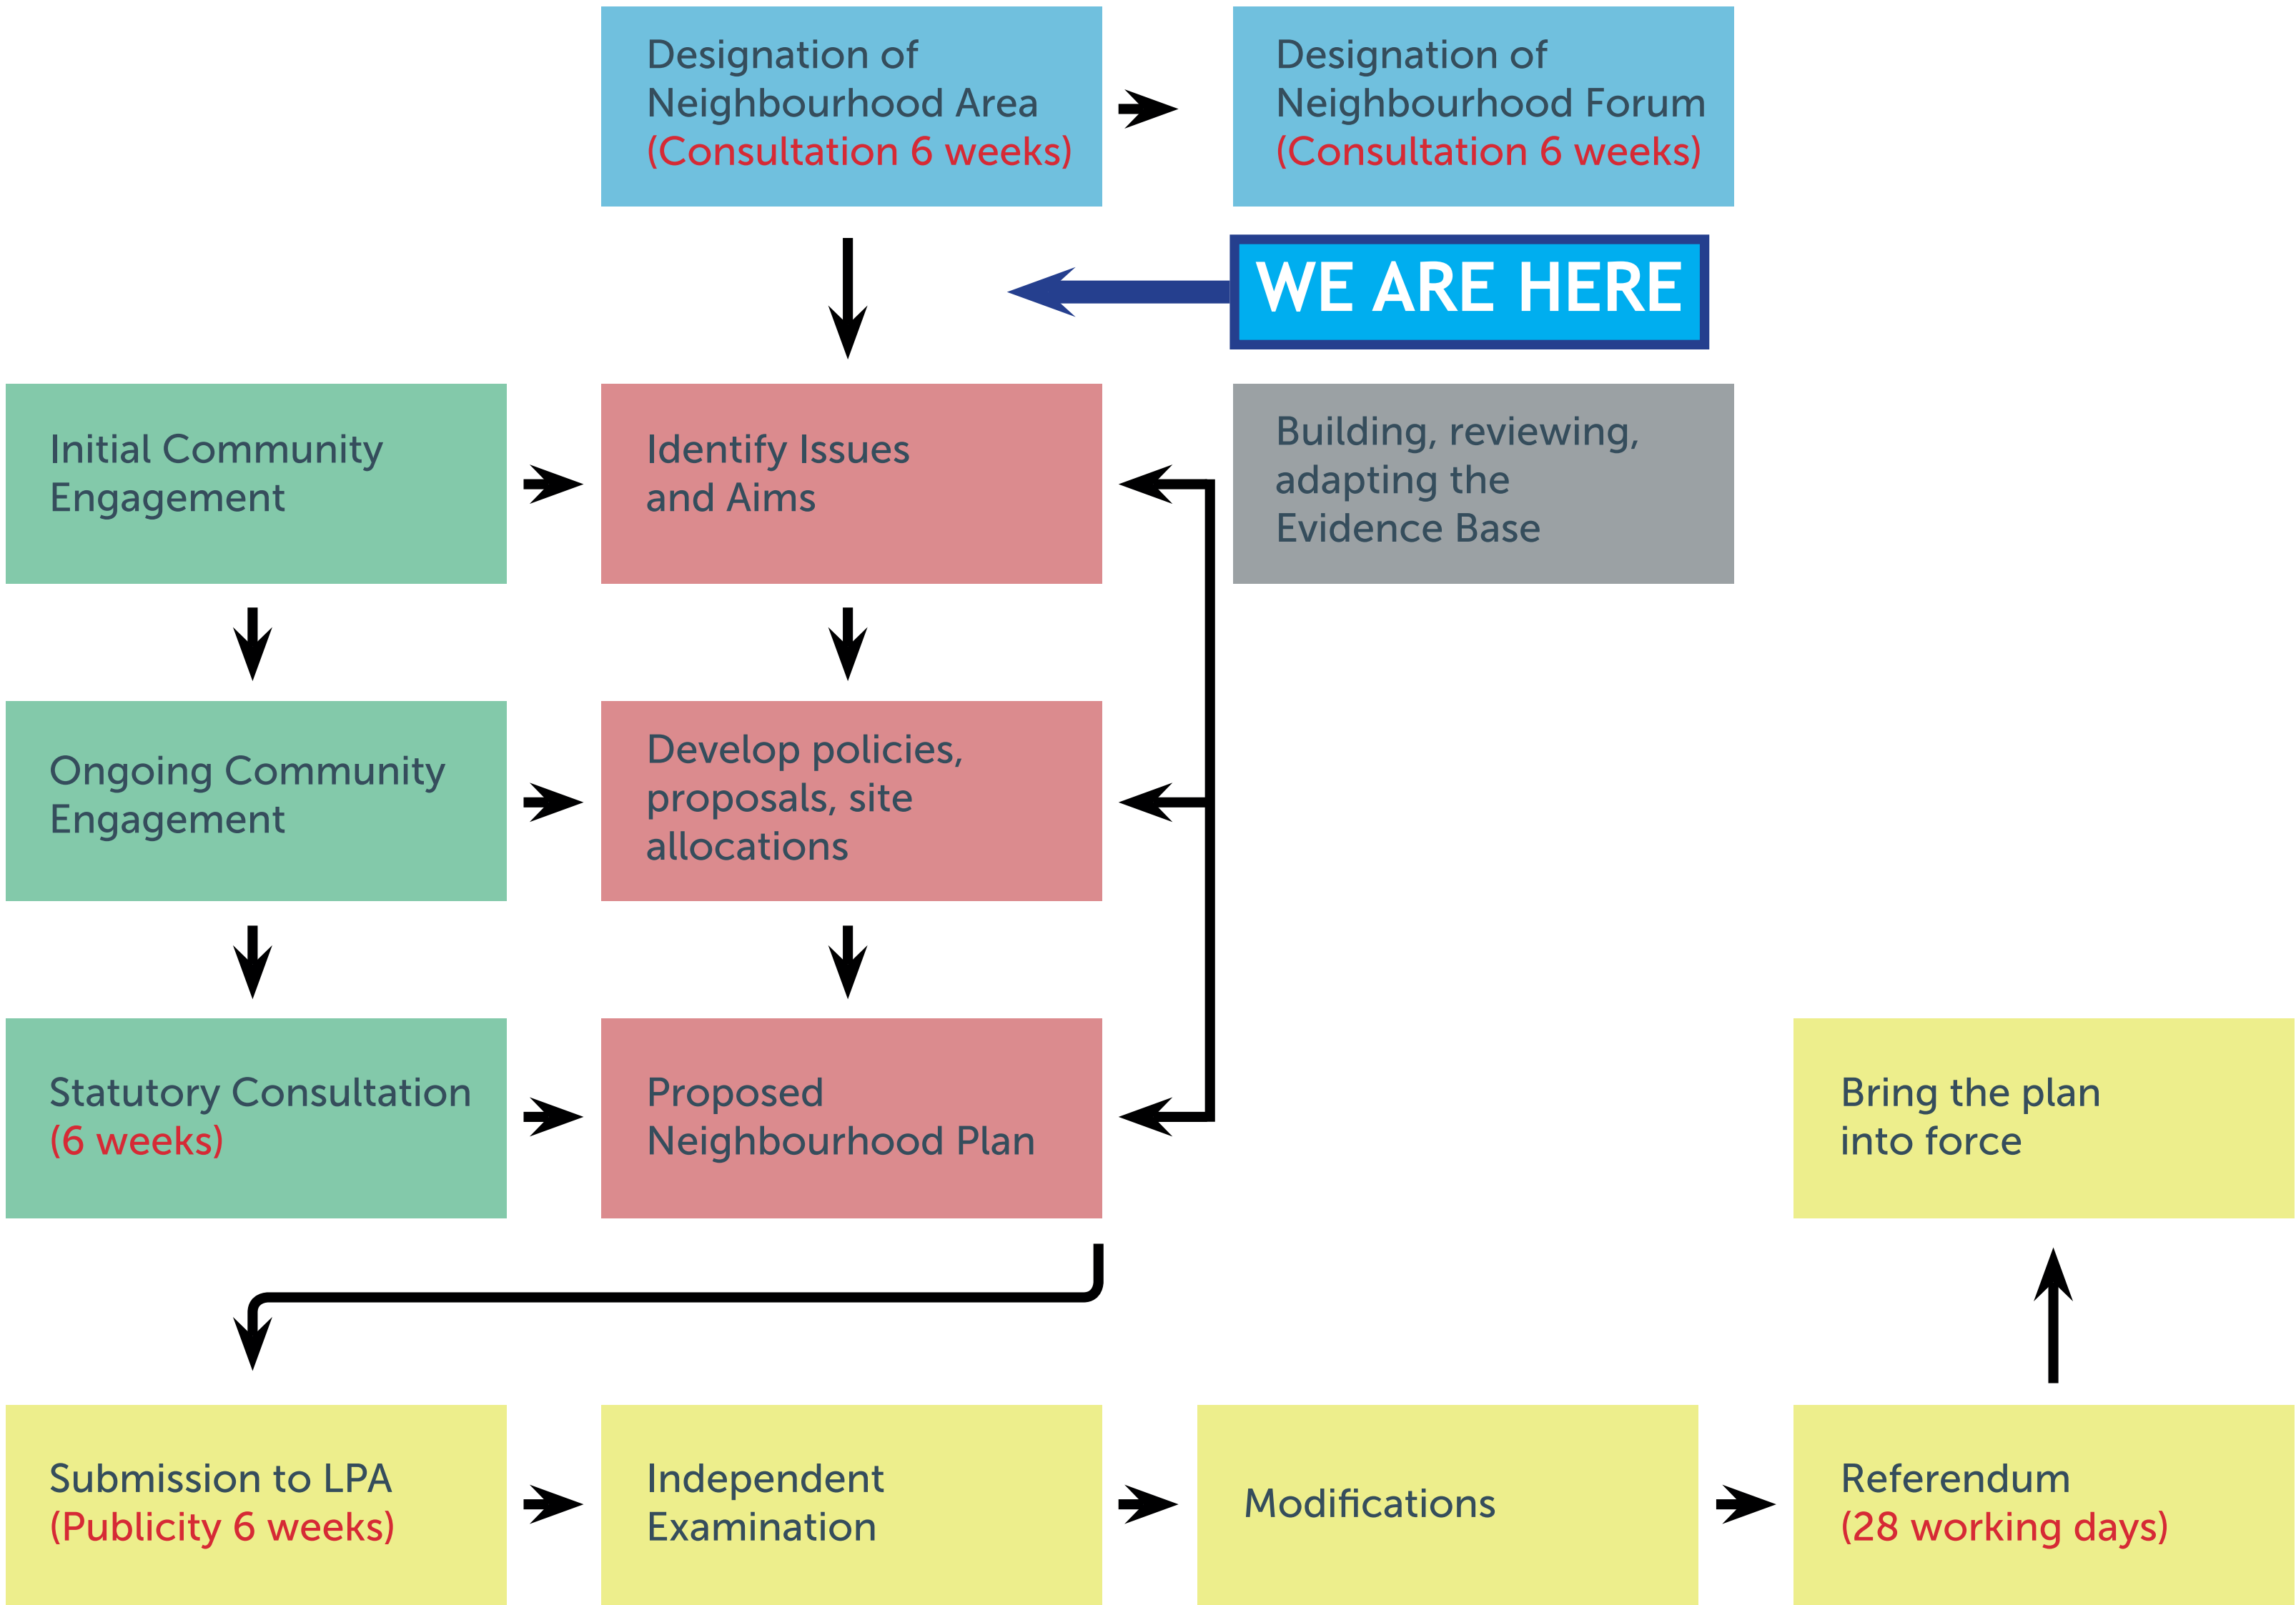 Designation of
Neighbourhood Area
(Consultation 6 weeks)
Designation of
Neighbourhood Forum
(Consultation 6 weeks)
WE ARE HERE
Initial Community
Engagement
Identify Issues
and Aims
Building, reviewing,
adapting the
Evidence Base
Ongoing Community
Engagement
Develop policies,
proposals, site
allocations
Statutory Consultation
(6 weeks)
Proposed
Neighbourhood Plan
Bring the plan
into force
Submission to LPA
(Publicity 6 weeks)
Independent
Examination
Modifications
Referendum
(28 working days)